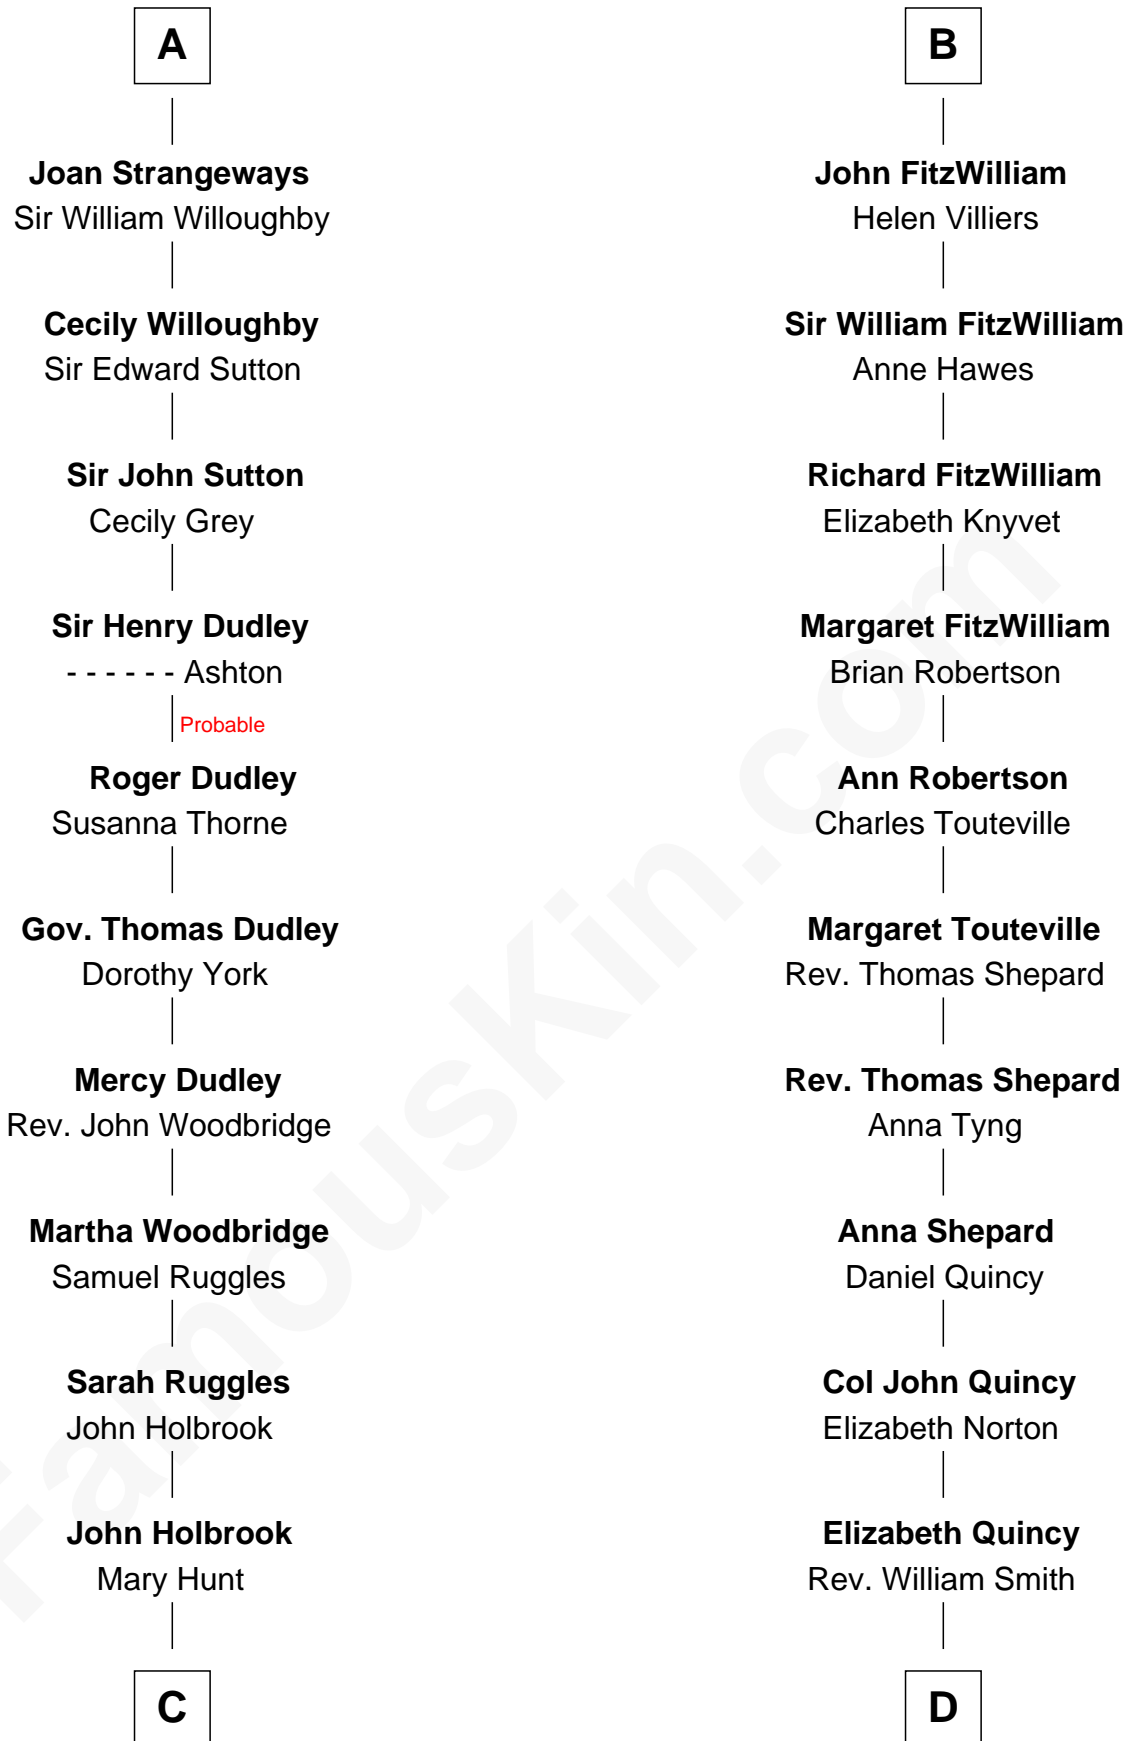 A
Joan Strangeways
Sir William Willoughby
Cecily Willoughby
Sir Edward Sutton
Sir John Sutton
Cecily Grey
Sir Henry Dudley
- - - - - - Ashton
Probable
Roger Dudley
Susanna Thorne
Gov. Thomas Dudley
Dorothy York
Mercy Dudley
Rev. John Woodbridge
Martha Woodbridge
Samuel Ruggles
Sarah Ruggles
John Holbrook
John Holbrook
Mary Hunt
C
B
John FitzWilliam
Helen Villiers
Sir William FitzWilliam
Anne Hawes
Richard FitzWilliam
Elizabeth Knyvet
Margaret FitzWilliam
Brian Robertson
Ann Robertson
Charles Touteville
Margaret Touteville
Rev. Thomas Shepard
Rev. Thomas Shepard
Anna Tyng
Anna Shepard
Daniel Quincy
Col John Quincy
Elizabeth Norton
Elizabeth Quincy
Rev. William Smith
D
FamousKin.com